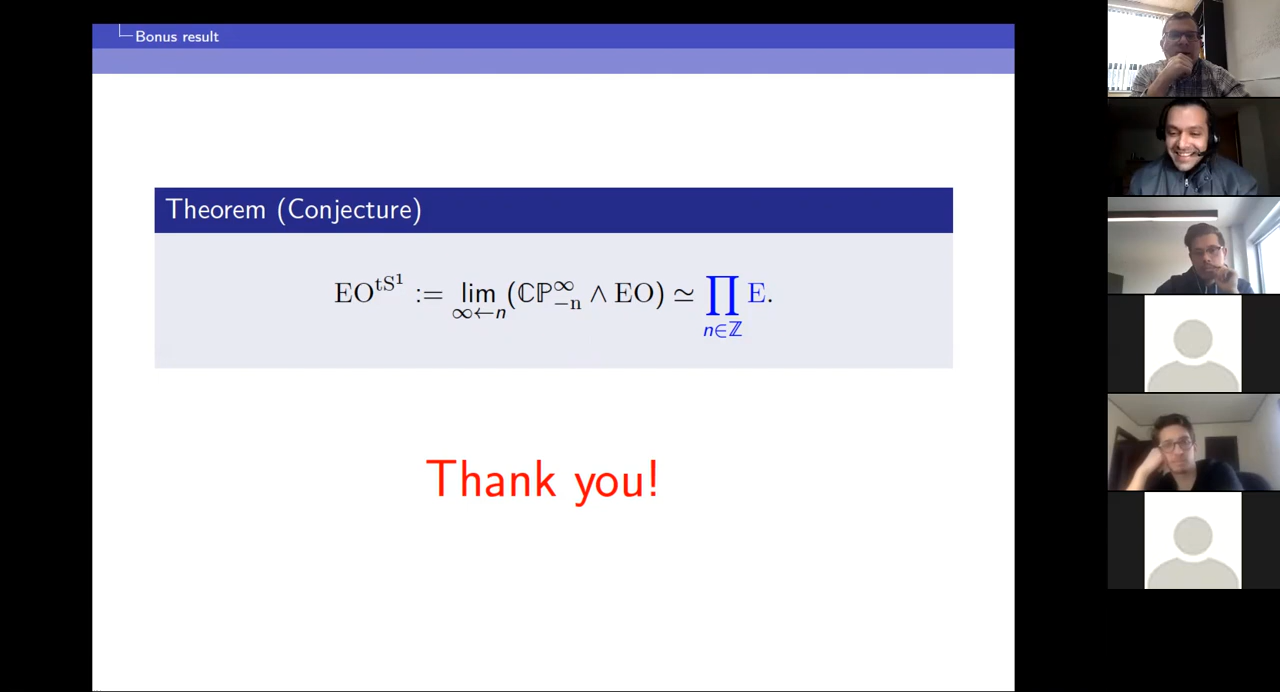 Bonus result
Theorem (Conjecture)
EO^{tS^1} := lim_{∞←n} (ℂℙ^∞_{−n} ∧ EO) ≃ ∏_{n∈ℤ} E.
Thank you!